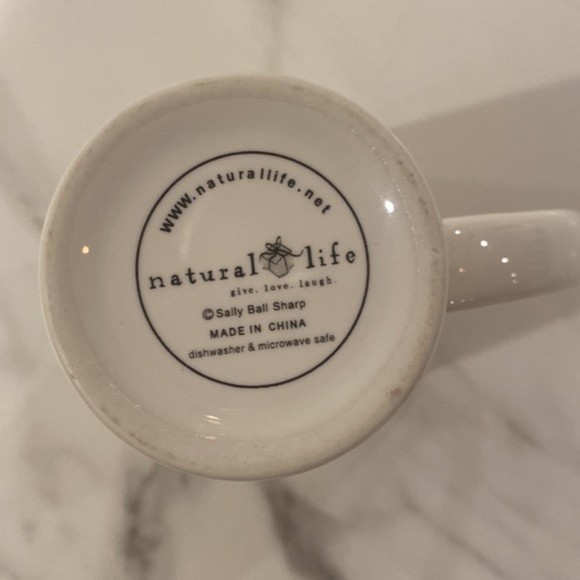 www.naturallife.net
natural life
give. love. laugh.
©Sally Ball Sharp
MADE IN CHINA
dishwasher & microwave safe